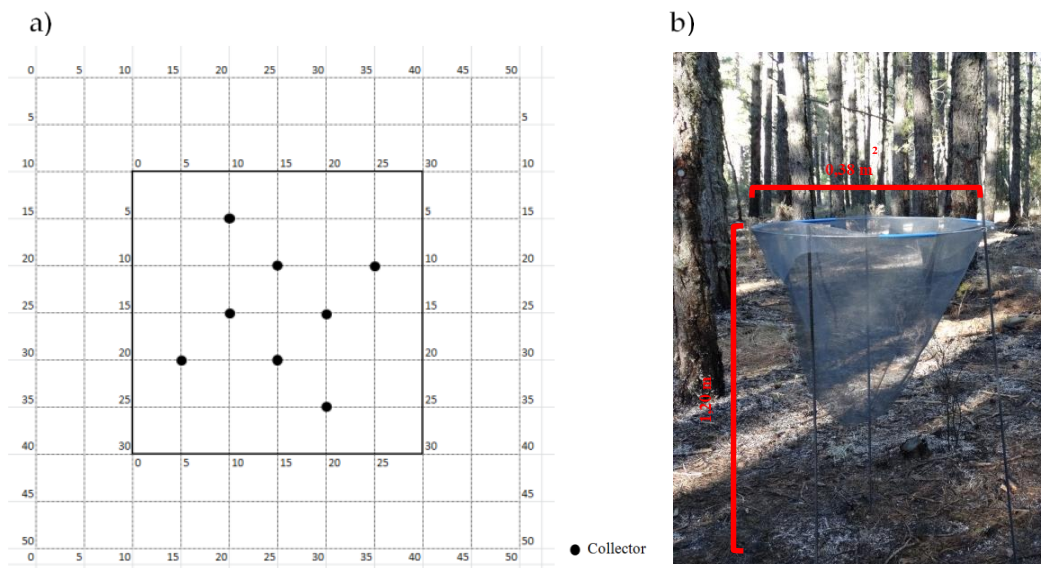 a)
b)
0 5 10 15 20 25 30 35 40 45 50
5 5
10 0 5 10 15 20 25 30 10
15 5 5 15
20 10 10 20
25 15 15 25
30 20 20 30
35 25 25 35
40 30 30 40
0 5 10 15 20 25
45 45
50 50
0 5 10 15 20 25 30 35 40 45 50
Collector
2
0.58 m
1.20 m